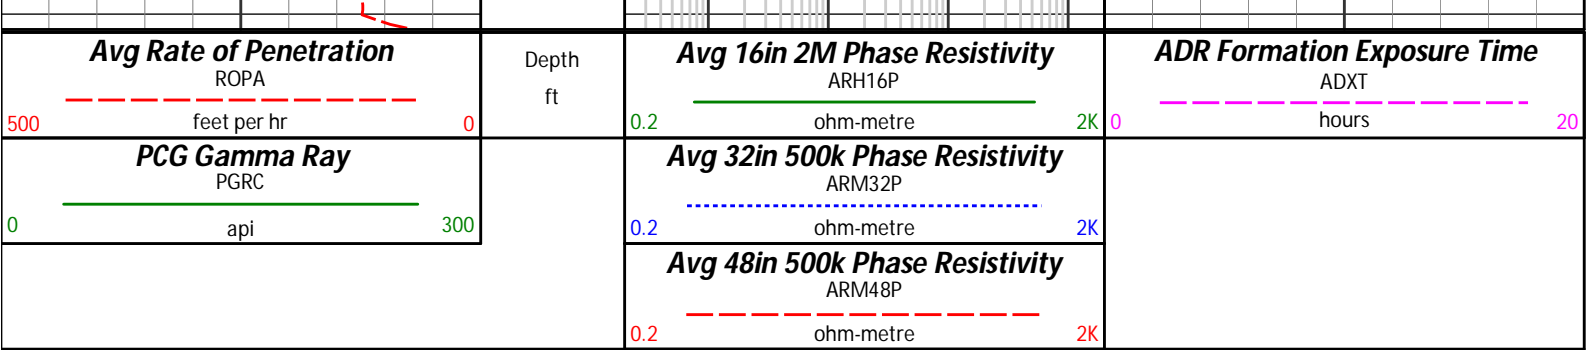 Avg Rate of Penetration
ROPA
500 feet per hr 0
PCG Gamma Ray
PGRC
0 api 300
Depth
ft
Avg 16in 2M Phase Resistivity
ARH16P
0.2 ohm-metre 2K
Avg 32in 500k Phase Resistivity
ARM32P
0.2 ohm-metre 2K
Avg 48in 500k Phase Resistivity
ARM48P
0.2 ohm-metre 2K
ADR Formation Exposure Time
ADXT
0 hours 20